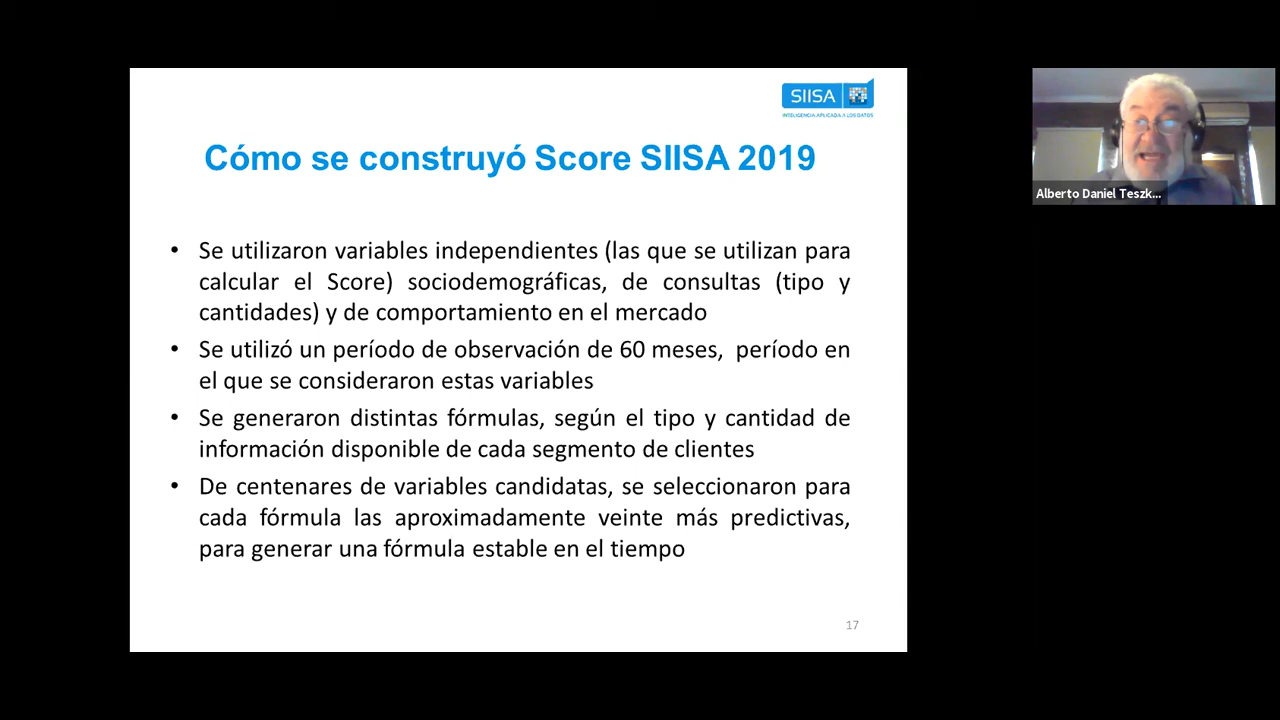 SIISA
INTELIGENCIA APLICADA A LOS DATOS
Cómo se construyó Score SIISA 2019
Alberto Daniel Teszk...
• Se utilizaron variables independientes (las que se utilizan para
calcular el Score) sociodemográficas, de consultas (tipo y
cantidades) y de comportamiento en el mercado
• Se utilizó un período de observación de 60 meses, período en
el que se consideraron estas variables
• Se generaron distintas fórmulas, según el tipo y cantidad de
información disponible de cada segmento de clientes
• De centenares de variables candidatas, se seleccionaron para
cada fórmula las aproximadamente veinte más predictivas,
para generar una fórmula estable en el tiempo
17